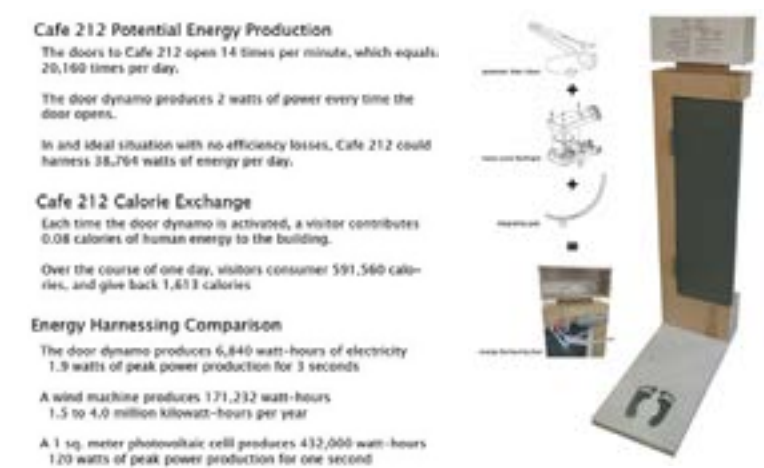 Cafe 212 Potential Energy Production
The doors to Cafe 212 open 14 times per minute, which equals
20,160 times per day.
The door dynamo produces 2 watts of power every time the
door opens.
In and ideal situation with no efficiency losses, Cafe 212 could
harness 38,764 watts of energy per day.
Cafe 212 Calorie Exchange
Each time the door dynamo is activated, a visitor contributes
0.08 calories of human energy to the building.
Over the course of one day, visitors consumer 591,560 calo-
ries, and give back 1,613 calories
Energy Harnessing Comparison
The door dynamo produces 6,840 watt-hours of electricity
1.9 watts of peak power production for 3 seconds
A wind machine produces 171,232 watt-hours
1.5 to 4.0 million kilowatt-hours per year
A 1 sq. meter photovoltaic celll produces 432,000 watt-hours
120 watts of peak power production for one second